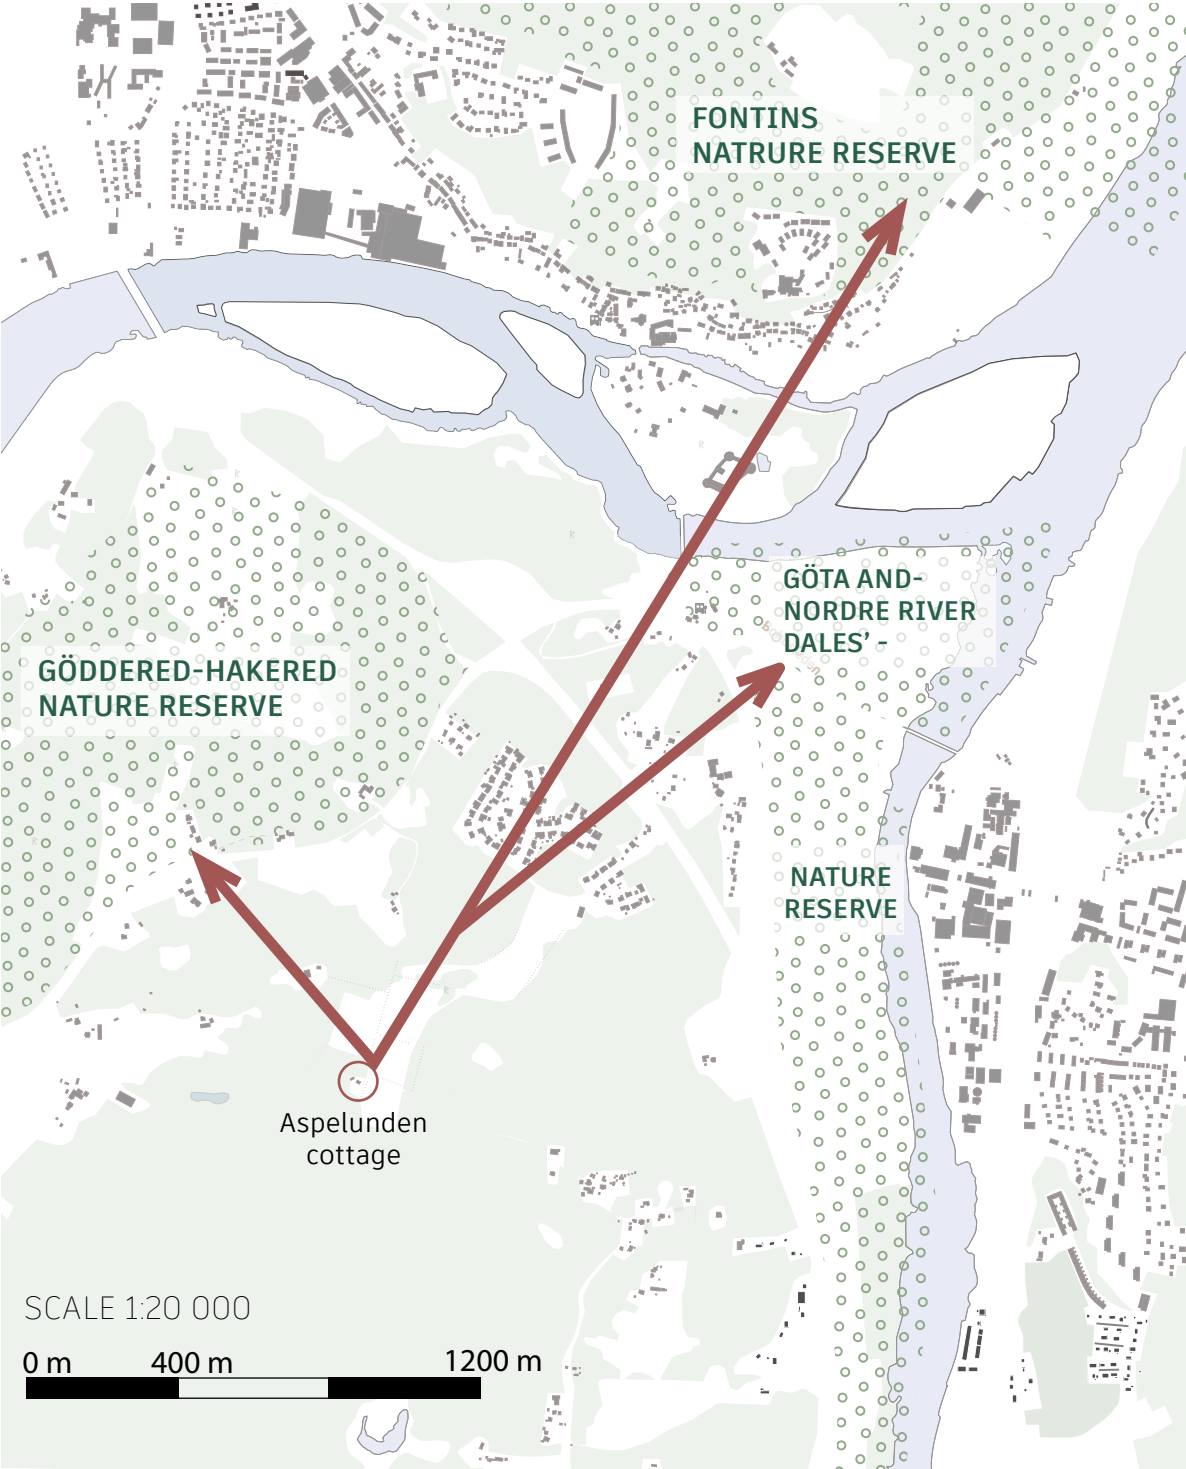 FONTINS
NATRURE RESERVE
GÖTA AND-
NORDRE RIVER
DALES’ -
GÖDDERED-HAKERED
NATURE RESERVE
NATURE
RESERVE
Aspelunden
cottage
SCALE 1:20 000
0 m 400 m 1200 m